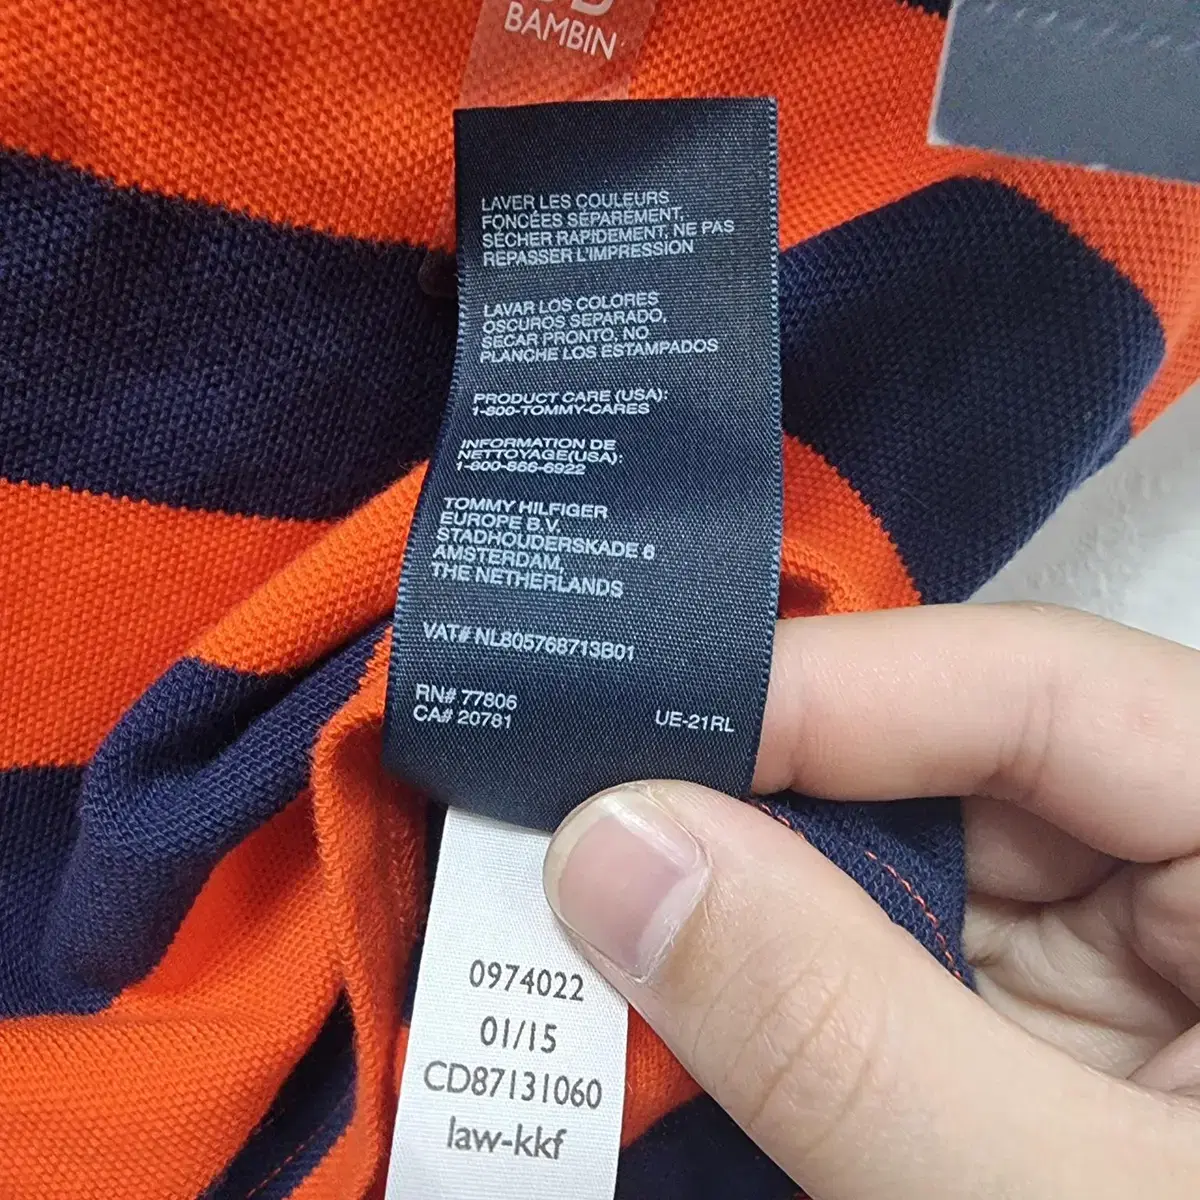 BAMBIN
LAVER LES COULEURS
FONCÉES SÉPARÉMENT,
SÉCHER RAPIDEMENT, NE PAS
REPASSER L'IMPRESSION
LAVAR LOS COLORES
OSCUROS SEPARADO,
SECAR PRONTO, NO
PLANCHE LOS ESTAMPADOS
PRODUCT CARE (USA):
1-800-TOMMY-CARES
INFORMATION DE
NETTOYAGE(USA):
1-800-866-6922
TOMMY HILFIGER
EUROPE B.V.
STADHOUDERSKADE 6
AMSTERDAM,
THE NETHERLANDS
VAT# NL805768713B01
RN# 77806
CA# 20781
UE-21RL
0974022
01/15
CD87131060
law-kkf